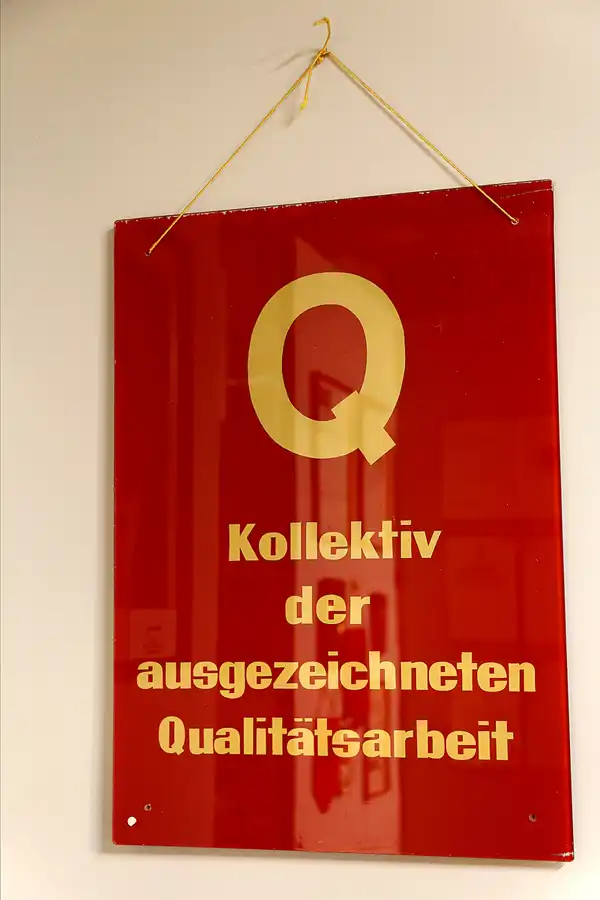 Q
Kollektiv
der
ausgezeichneten
Qualitätsarbeit